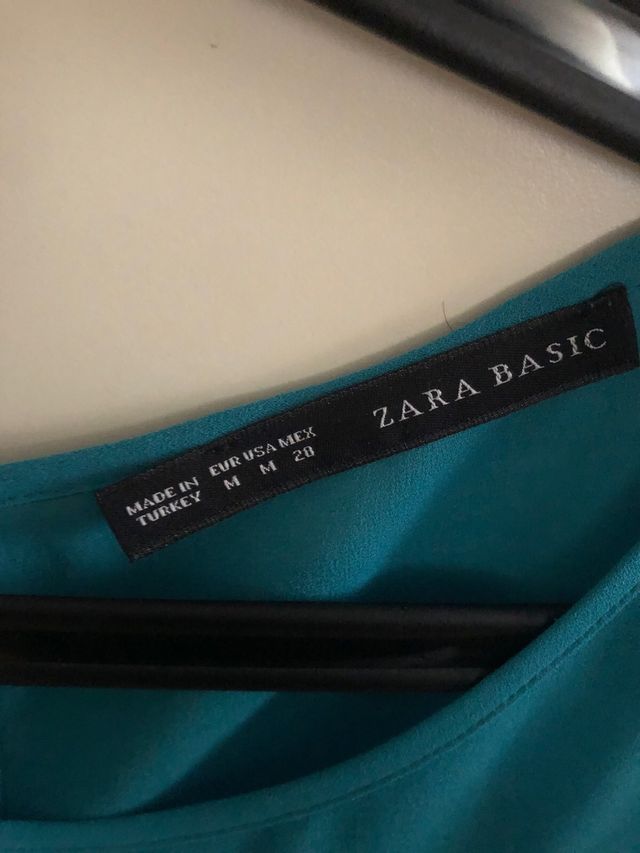 MADE IN TURKEY
EUR USA MEX
M M 28
ZARA BASIC